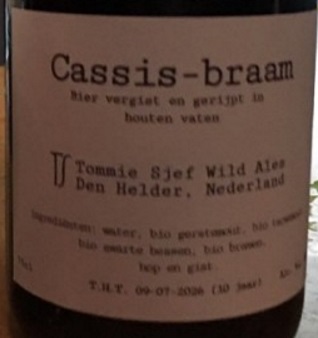 Cassis-braam
Bier vergist en gerijpt in
houten vaten
Tommie Sjef Wild Ales
Den Helder, Nederland
Ingrediënten: water, bio gerstemout, bio
bio zwarte bessen, bio bramen,
hop en gist.
T.H.T. 09-07-2026 (10 jaar)